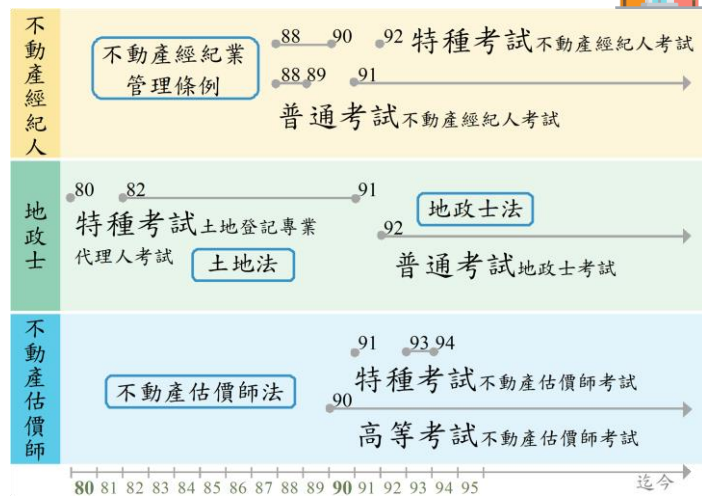 不動產經紀人
不動產經紀業
管理條例
88 90 92 特種考試不動產經紀人考試
88 89 91
普通考試不動產經紀人考試
地政士
80 82 91
特種考試土地登記專業
代理人考試
土地法
地政士法
92
普通考試地政士考試
不動產估價師
不動產估價師法
91 93 94
特種考試不動產估價師考試
90
高等考試不動產估價師考試
80 81 82 83 84 85 86 87 88 89 90 91 92 93 94 95 迄今